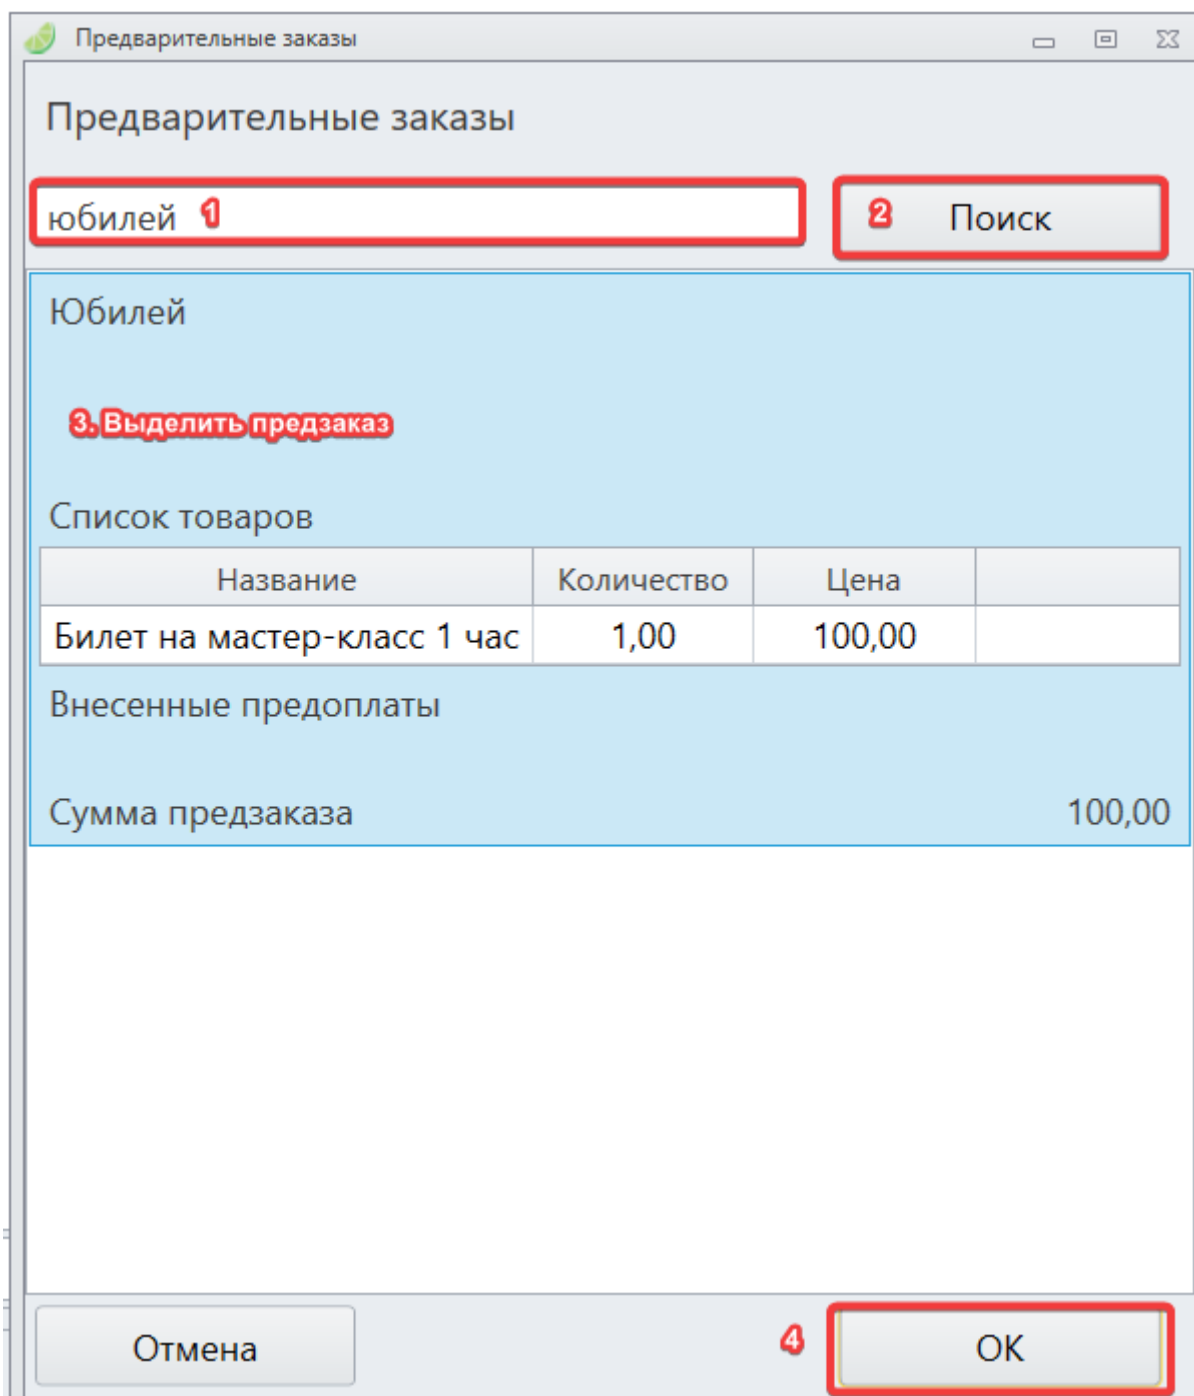 Предварительные заказы
Предварительные заказы
юбилей 1
2 Поиск
Юбилей
3. Выделить предзаказ
Список товаров
Название Количество Цена
Билет на мастер-класс 1 час 1,00 100,00
Внесенные предоплаты
Сумма предзаказа 100,00
Отмена 4 ОК